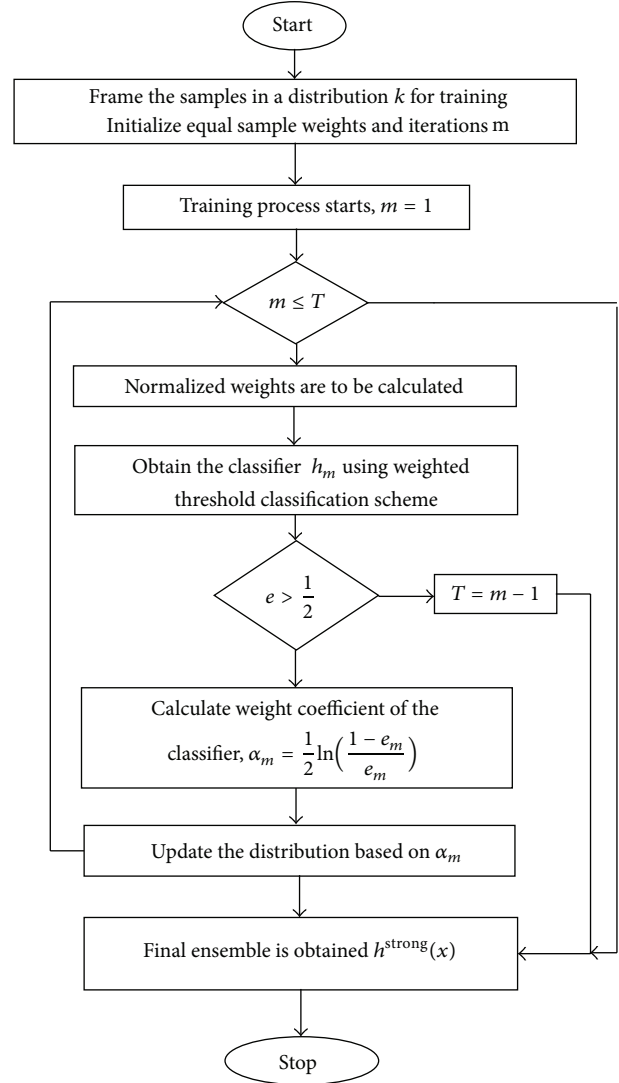 Start
Frame the samples in a distribution k for training
Initialize equal sample weights and iterations m
Training process starts, m = 1
m ≤ T
Normalized weights are to be calculated
Obtain the classifier h_m using weighted
threshold classification scheme
e > 1/2
T = m − 1
Calculate weight coefficient of the
classifier, α_m = 1/2 ln((1 − e_m)/e_m)
Update the distribution based on α_m
Final ensemble is obtained h^strong(x)
Stop